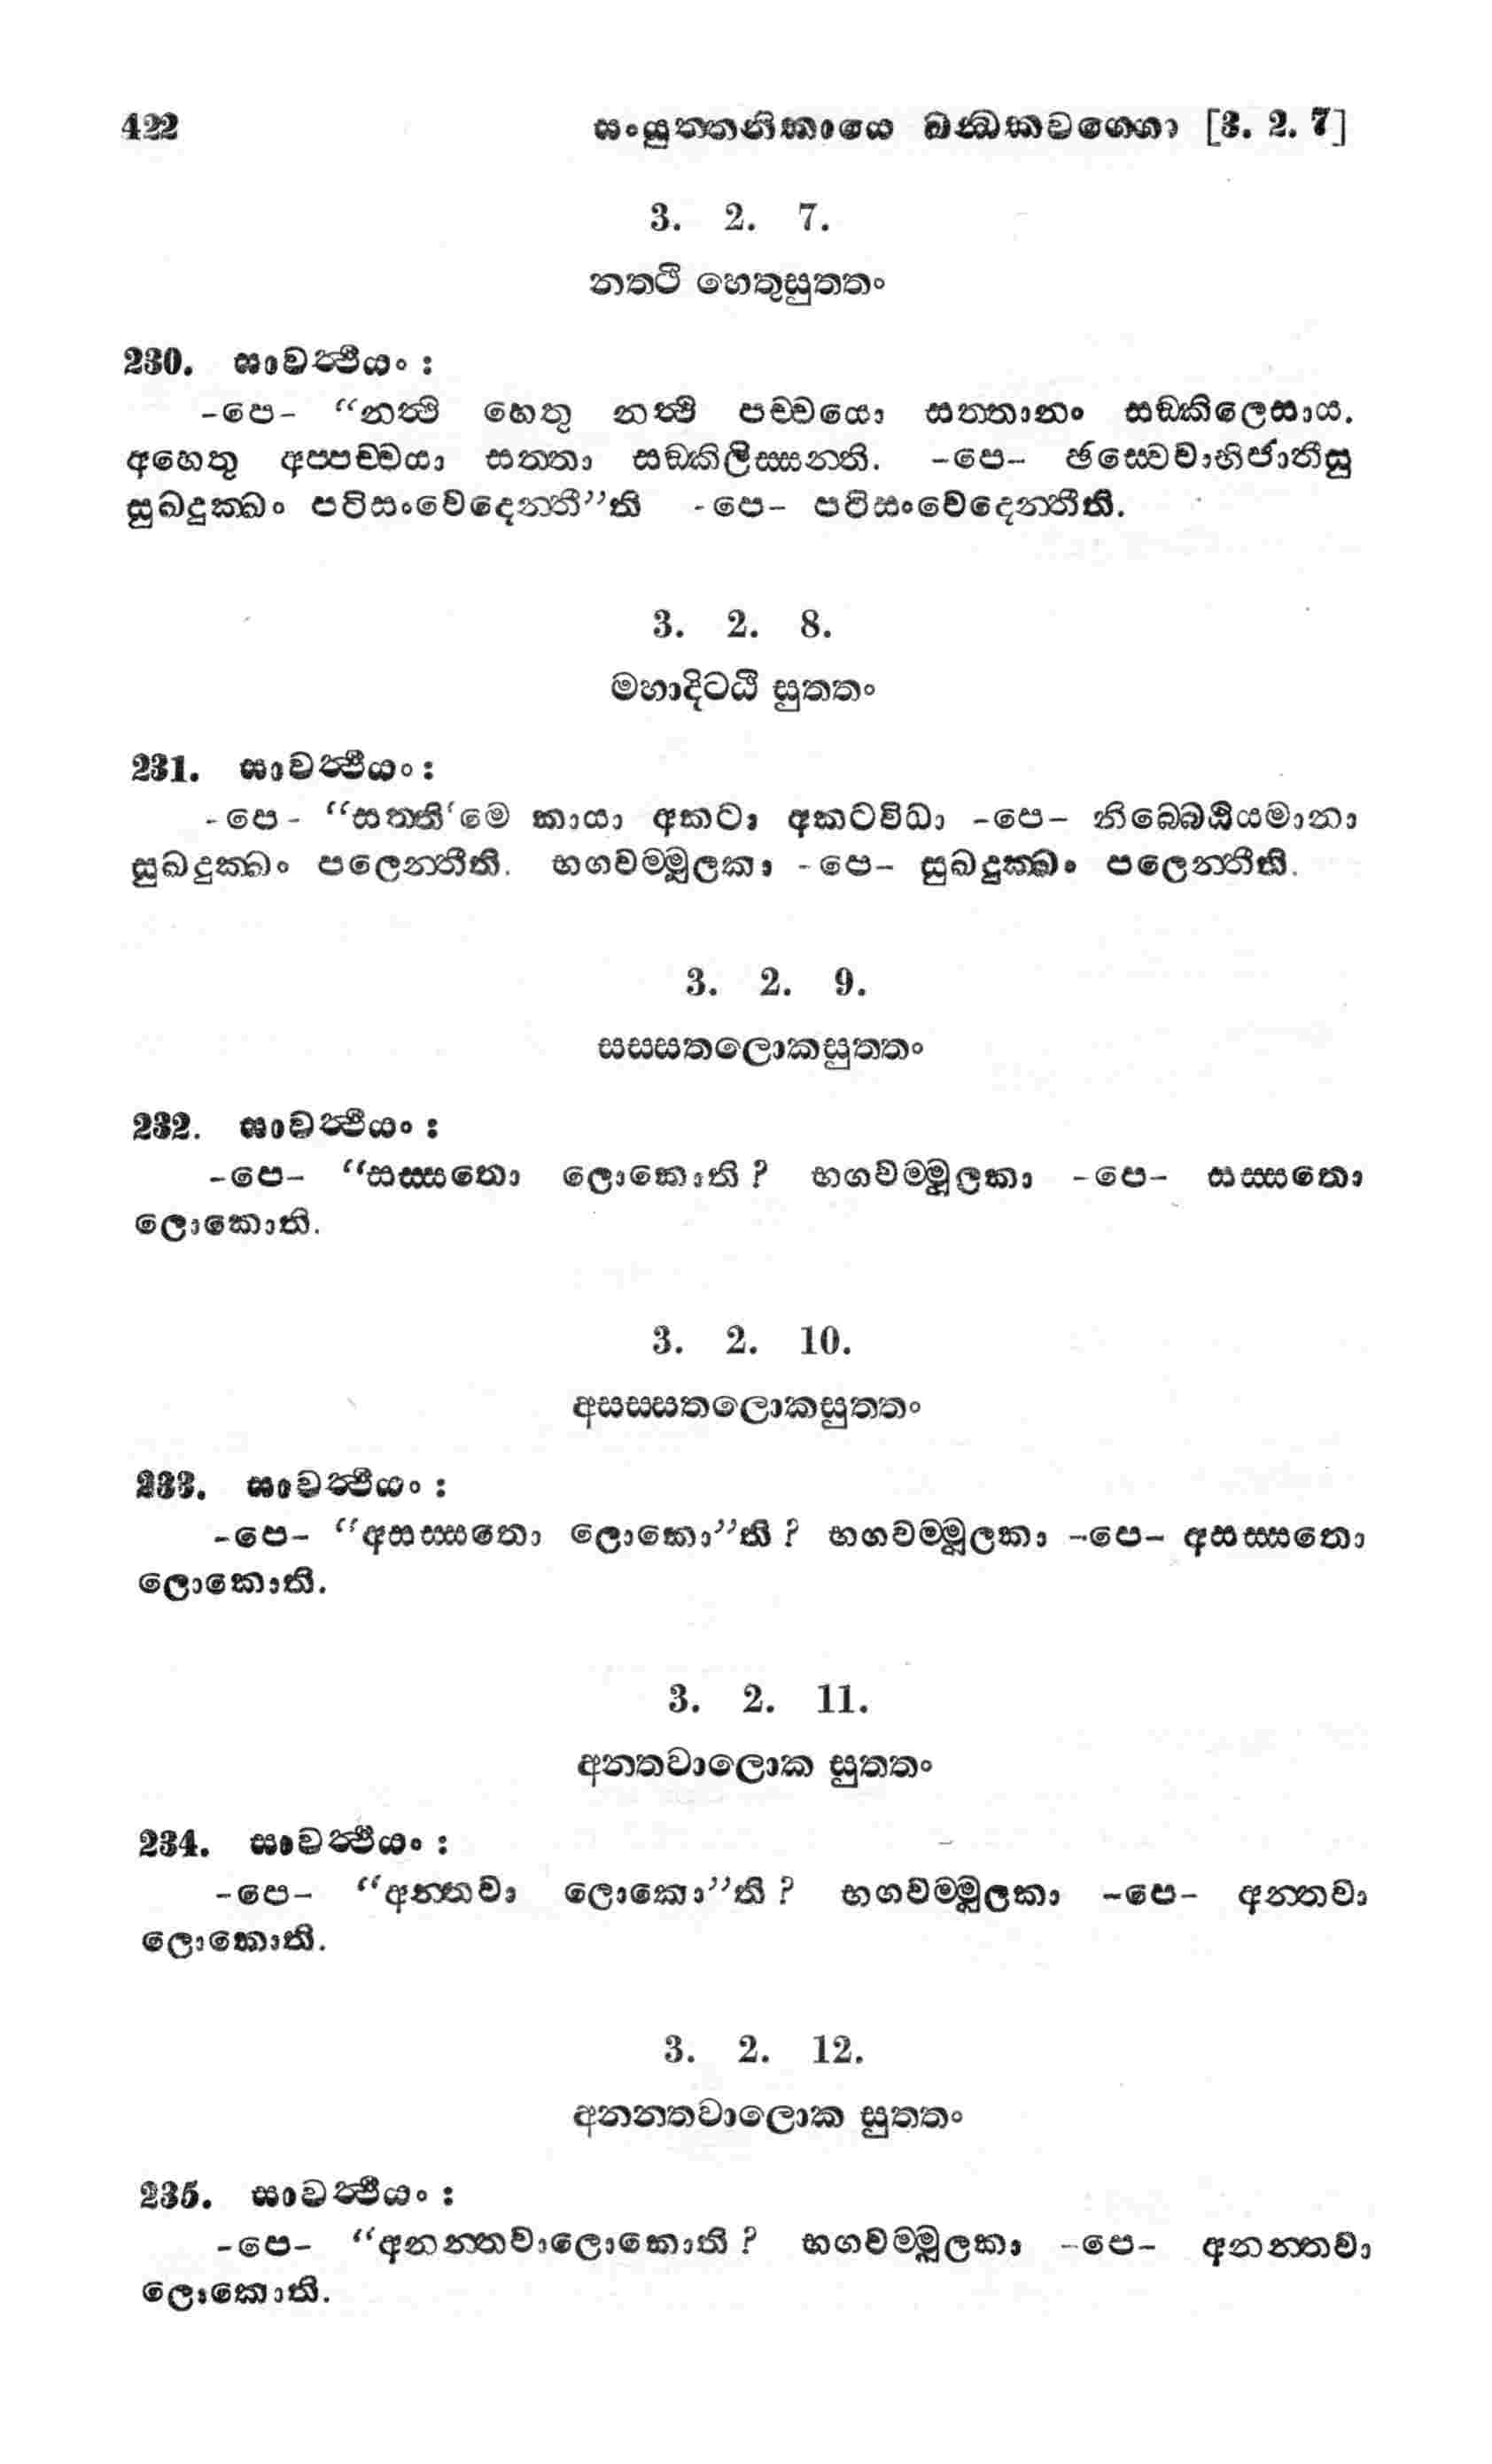 422 සංයුත්තනිකායෙ ඛන්ධකවග්ගො [3. 2. 7]
3. 2. 7.
නත්ථි හෙතුසුත්තං
230. සාවත්ථියං :
-පෙ- “නත්ථි හෙතු නත්ථි පච්චයො සත්තානං සඞ්කිලෙසාය.
අහෙතු අප්පච්චයා සත්තා සඞ්කිලිස්සන්ති. -පෙ- ඡස්වෙවාභිජාතීසු
සුඛදුක්ඛං පටිසංවෙදෙන්තී”ති -පෙ- පටිසංවෙදෙන්තීති.
3. 2. 8.
මහාදිට්ඨි සුත්තං
231. සාවත්ථියං :
-පෙ- “සත්ති‘මෙ කායා අකටා අකටවිධා -පෙ- නිබ්බෙඨියමානා
සුඛදුක්ඛං පලෙන්තීති. භගවම්මූලකා -පෙ- සුඛදුක්ඛං පලෙන්තීති.
3. 2. 9.
සස්සතලොකසුත්තං
232. සාවත්ථියං :
-පෙ- “සස්සතො ලොකොති ? භගවම්මූලකා -පෙ- සස්සතො
ලොකොති.
3. 2. 10.
අසස්සතලොකසුත්තං
233. සාවත්ථියං :
-පෙ- “අසස්සතො ලොකො”ති ? භගවම්මූලකා -පෙ- අසස්සතො
ලොකොති.
3. 2. 11.
අන්තවාලොක සුත්තං
234. සාවත්ථියං :
-පෙ- “අන්තවා ලොකො”ති ? භගවම්මූලකා -පෙ- අන්තවා
ලොකොති.
3. 2. 12.
අනන්තවාලොක සුත්තං
235. සාවත්ථියං :
-පෙ- “අනන්තවාලොකොති ? භගවම්මූලකා -පෙ- අනන්තවා
ලොකොති.